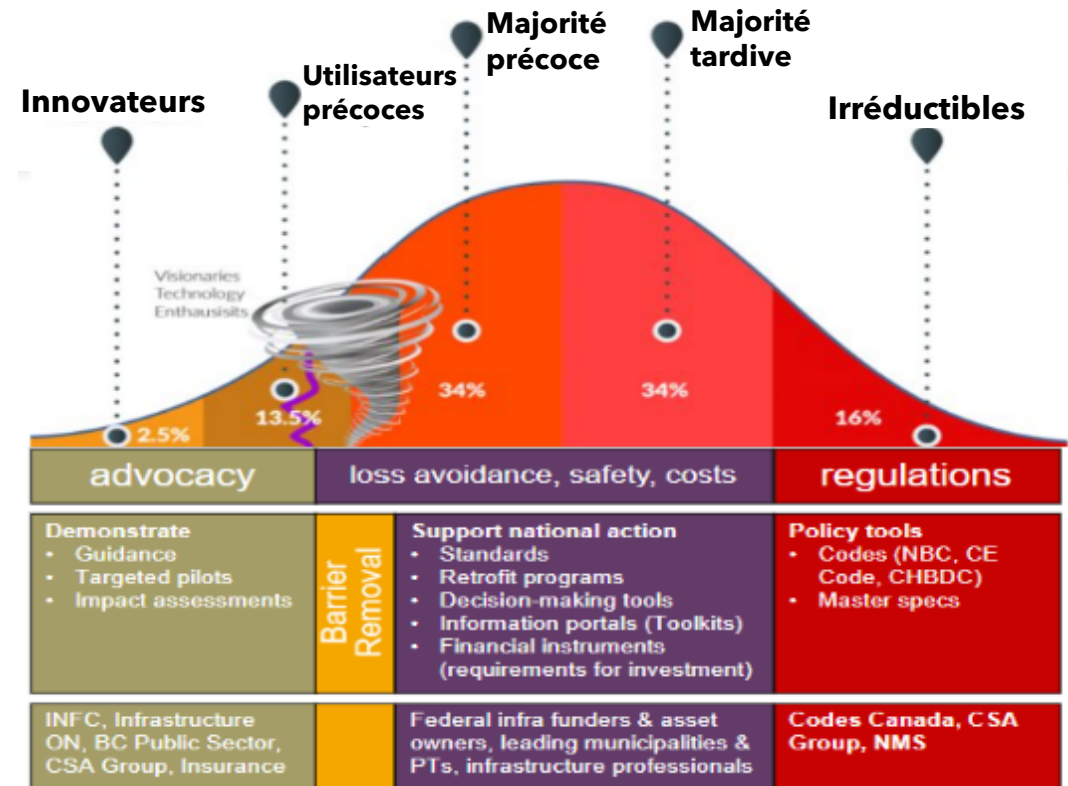 Innovateurs
Utilisateurs
précoces
Majorité
précoce
Majorité
tardive
Irréductibles
Visionaries
Technology
Enthausisits
2.5%
13.5%
34%
34%
16%
advocacy
loss avoidance, safety, costs
regulations
Demonstrate
• Guidance
• Targeted pilots
• Impact assessments
Barrier
Removal
Support national action
• Standards
• Retrofit programs
• Decision-making tools
• Information portals (Toolkits)
• Financial instruments
(requirements for investment)
Policy tools
• Codes (NBC, CE
Code, CHBDC)
• Master specs
INFC, Infrastructure
ON, BC Public Sector,
CSA Group, Insurance
Federal infra funders & asset
owners, leading municipalities &
PTs, infrastructure professionals
Codes Canada, CSA
Group, NMS